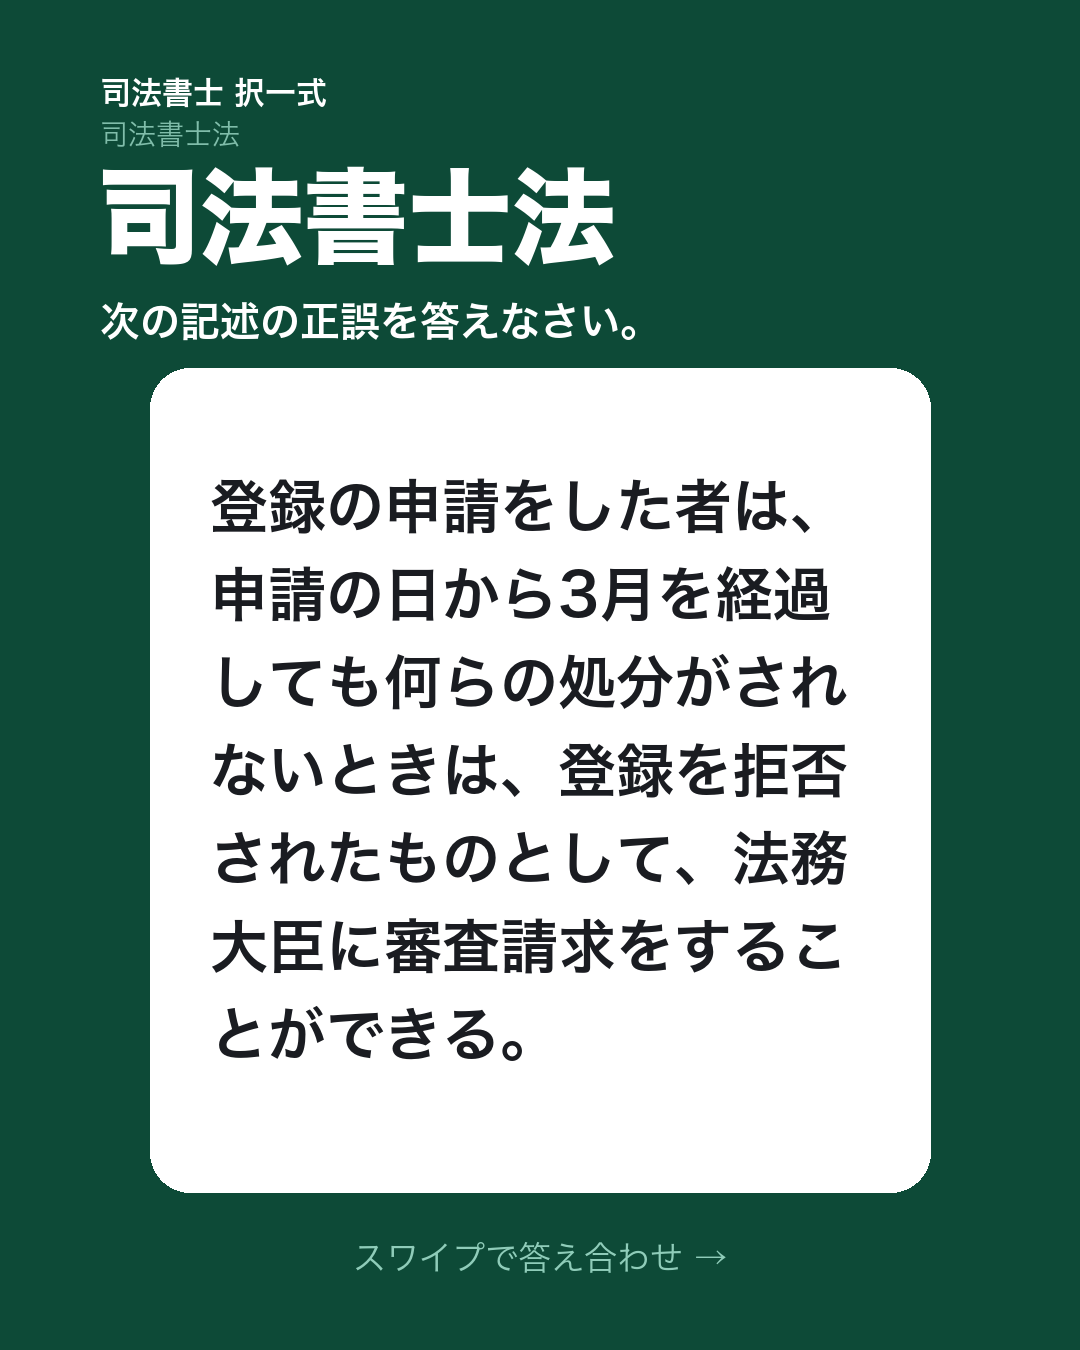 司法書士 択一式
司法書士法
司法書士法
次の記述の正誤を答えなさい。
登録の申請をした者は、
申請の日から3月を経過
しても何らの処分がされ
ないときは、登録を拒否
されたものとして、法務
大臣に審査請求をするこ
とができる。
スワイプで答え合わせ →